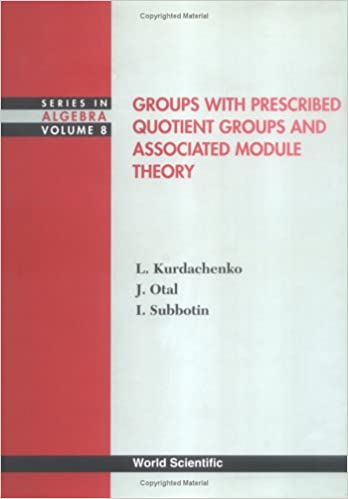 Copyrighted Material
SERIES IN
ALGEBRA
VOLUME 8
GROUPS WITH PRESCRIBED
QUOTIENT GROUPS AND
ASSOCIATED MODULE
THEORY
L. Kurdachenko
J. Otal
I. Subbotin
World Scientific
Copyrighted Material